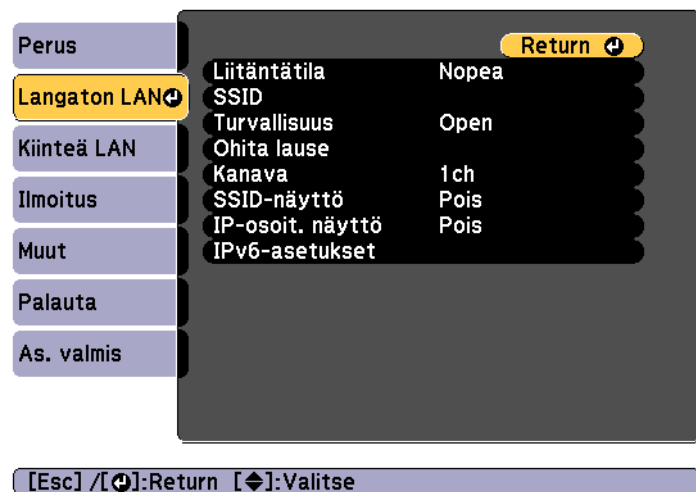 Perus
Langaton LAN
Kiinteä LAN
Ilmoitus
Muut
Palauta
As. valmis
Return
Liitäntätila Nopea
SSID
Turvallisuus Open
Ohita lause
Kanava 1ch
SSID-näyttö Pois
IP-osoit. näyttö Pois
IPv6-asetukset
[Esc] /[⏎]:Return [◆]:Valitse